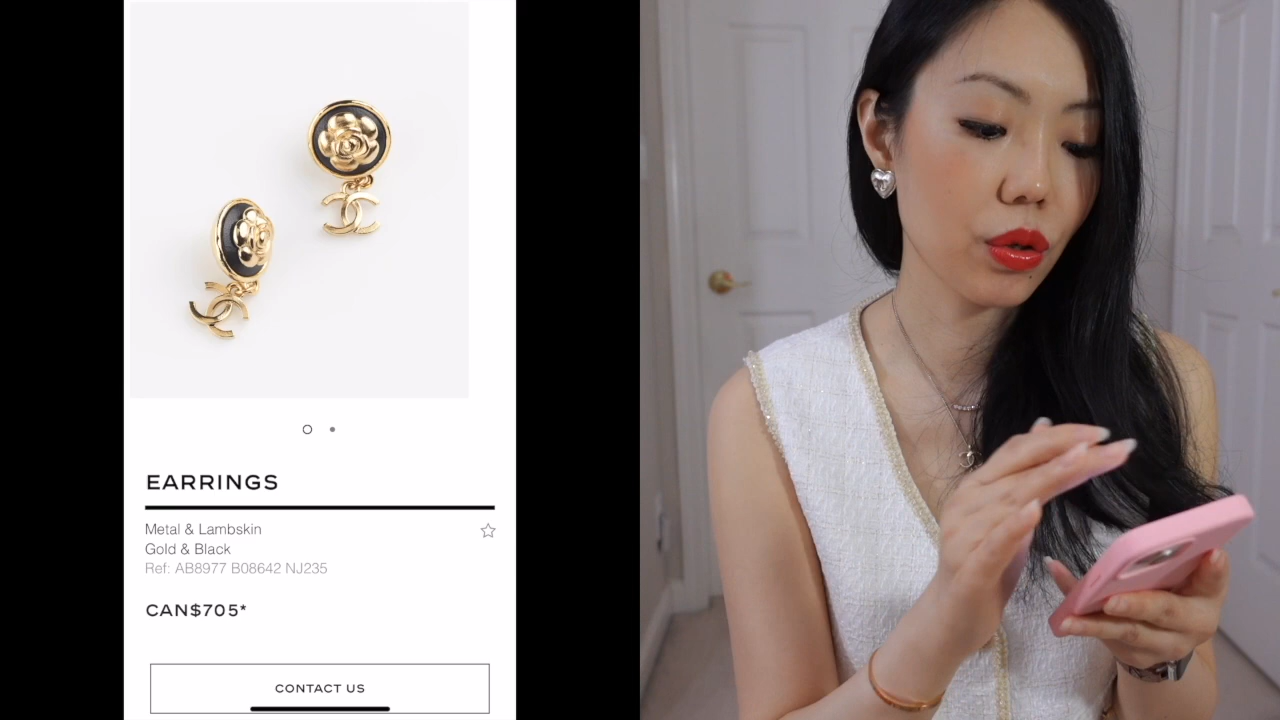 EARRINGS
Metal & Lambskin
Gold & Black
Ref: AB8977 B08642 NJ235
CAN$705*
CONTACT US